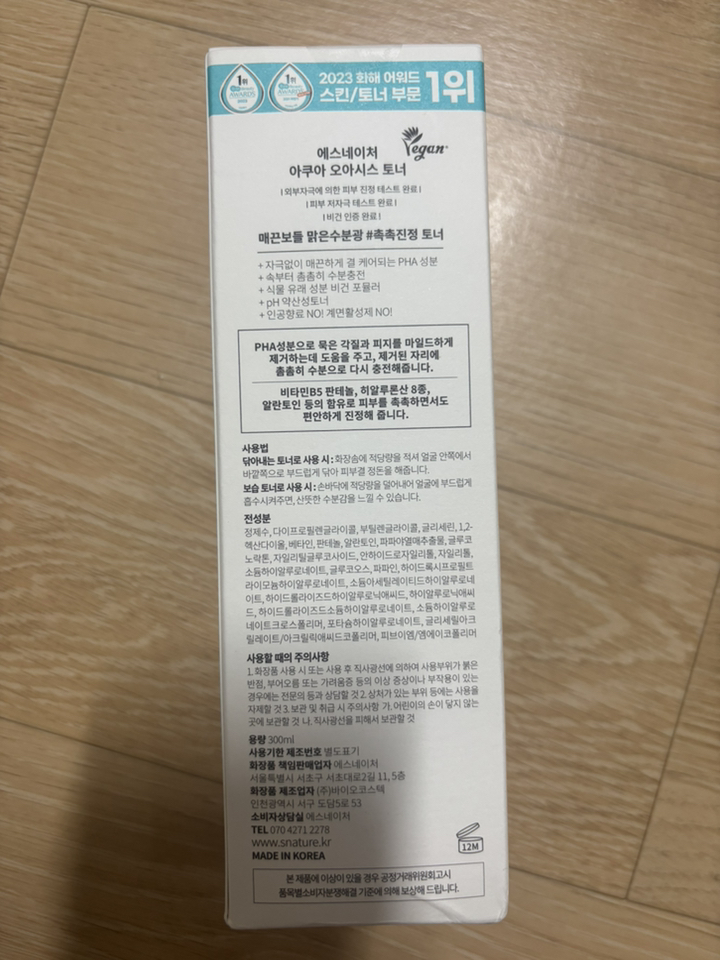 1위
1위
AWARDS
2023 화해 어워드
스킨/토너 부문 1위
Vegan
에스네이처
아쿠아 오아시스 토너
| 외부자극에 의한 피부 진정 테스트 완료 |
| 피부 저자극 테스트 완료 |
| 비건 인증 완료 |
매끈보들 맑은수분광 #촉촉진정 토너
+ 자극없이 매끈하게 결 케어되는 PHA 성분
+ 속부터 촘촘히 수분충전
+ 식물 유래 성분 비건 포뮬러
+ pH 약산성토너
+ 인공향료 NO! 계면활성제 NO!
PHA성분으로 묵은 각질과 피지를 마일드하게
제거하는데 도움을 주고, 제거된 자리에
촘촘히 수분으로 다시 충전해줍니다.
비타민B5 판테놀, 히알루론산 8종,
알란토인 등의 함유로 피부를 촉촉하면서도
편안하게 진정해 줍니다.
사용법
닦아내는 토너로 사용 시 : 화장솜에 적당량을 적셔 얼굴 안쪽에서
바깥쪽으로 부드럽게 닦아 피부결 정돈을 해줍니다.
보습 토너로 사용 시 : 손바닥에 적당량을 덜어내어 얼굴에 부드럽게
흡수시켜주면, 산뜻한 수분감을 느낄 수 있습니다.
전성분
정제수, 다이프로필렌글라이콜, 부틸렌글라이콜, 글리세린, 1,2-
헥산다이올, 베타인, 판테놀, 알란토인, 파파야열매추출물, 글루코
노락톤, 자일리틸글루코사이드, 안하이드로자일리톨, 자일리톨,
소듐하이알루로네이트, 글루코오스, 파파인, 하이드록시프로필트
라이모늄하이알루로네이트, 소듐아세틸레이티드하이알루로네
이트, 하이드롤라이즈드하이알루로닉애씨드, 하이알루로닉애씨
드, 하이드롤라이즈드소듐하이알루로네이트, 소듐하이알루로
네이트크로스폴리머, 포타슘하이알루로네이트, 글리세릴아크
릴레이트/아크릴릭애씨드코폴리머, 피브이엠/엠에이코폴리머
사용할 때의 주의사항
1. 화장품 사용 시 또는 사용 후 직사광선에 의하여 사용부위가 붉은
반점, 부어오름 또는 가려움증 등의 이상 증상이나 부작용이 있는
경우에는 전문의 등과 상담할 것 2. 상처가 있는 부위 등에는 사용을
자제할 것 3. 보관 및 취급 시 주의사항 가. 어린이의 손이 닿지 않는
곳에 보관할 것 나. 직사광선을 피해서 보관할 것
용량 300ml
사용기한 제조번호 별도표기
화장품 책임판매업자 에스네이처
서울특별시 서초구 서초대로2길 11, 5층
화장품 제조업자 (주)바이오코스텍
인천광역시 서구 도담5로 53
소비자상담실 에스네이처
TEL 070 4271 2278
www.snature.kr
MADE IN KOREA
12M
본 제품에 이상이 있을 경우 공정거래위원회고시
품목별소비자분쟁해결 기준에 의해 보상해 드립니다.